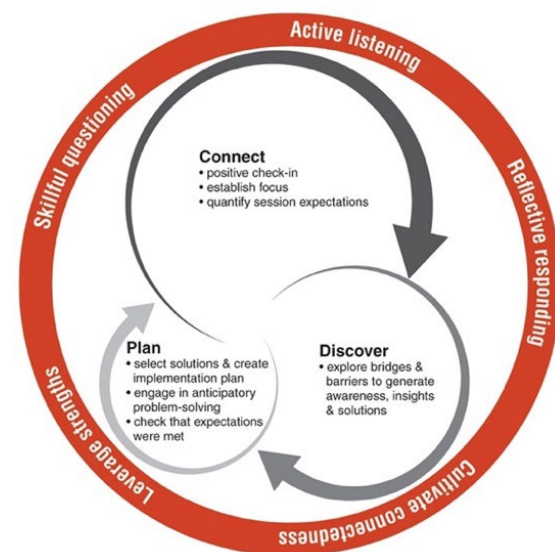 Active listening
Skillful questioning
Reflective responding
Connect
• positive check-in
• establish focus
• quantify session expectations
Plan
• select solutions & create
implementation plan
• engage in anticipatory
problem-solving
• check that expectations
were met
Discover
• explore bridges &
barriers to generate
awareness, insights
& solutions
Leverage strengths
Cultivate connectedness